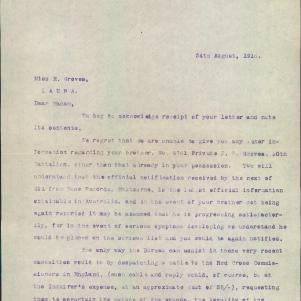 24th August, 1916.
Miss E. Groves,
LAURA.
Dear Madam,
We beg to acknowledge receipt of your letter and note
its contents.
We regret that we are unable to give you any later in-
formation regarding your brother, No. Private Groves, 10th
Battalion, other than that already in your possession. You will
understand that the official notification received by the next of
kin from Base Records, Melbourne, is the latest official information
obtainable in Australia, and in the event of your brother not being
again reported it may be assumed that he is progressing satisfactor-
ily, for in the event of serious symptoms developing we understand he
would be placed on the serious list and you would be again notified.
The only way the Bureau can assist in these very recent
casualties would be by despatching a cable to the Red Cross Commis-
sioners in England, (such cable and reply would, of course, be at
the inquirer's expense, at an approximate cost of ), requesting
them to ascertain the nature of the wounds, the locality of the